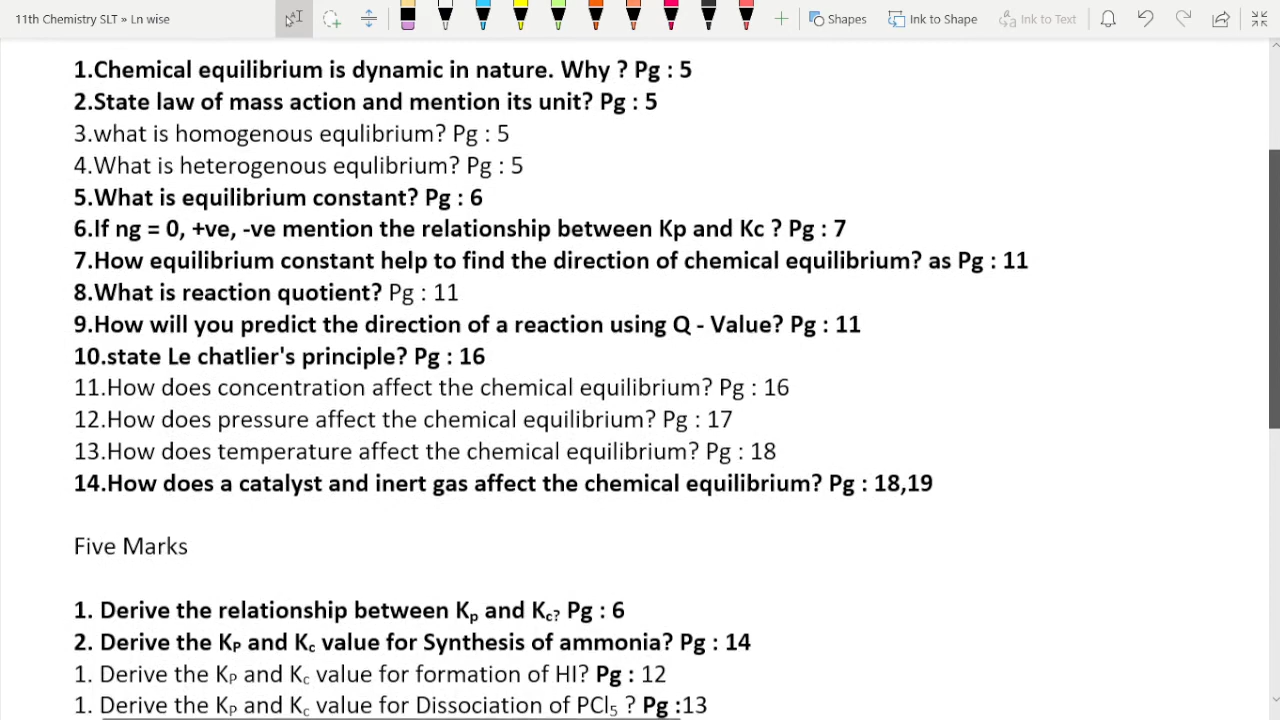 11th Chemistry SLT » Ln wise
Shapes
Ink to Shape
Ink to Text
1.Chemical equilibrium is dynamic in nature. Why ? Pg : 5
2.State law of mass action and mention its unit? Pg : 5
3.what is homogenous equlibrium? Pg : 5
4.What is heterogenous equlibrium? Pg : 5
5.What is equilibrium constant? Pg : 6
6.If ng = 0, +ve, -ve mention the relationship between Kp and Kc ? Pg : 7
7.How equilibrium constant help to find the direction of chemical equilibrium? as Pg : 11
8.What is reaction quotient? Pg : 11
9.How will you predict the direction of a reaction using Q - Value? Pg : 11
10.state Le chatlier's principle? Pg : 16
11.How does concentration affect the chemical equilibrium? Pg : 16
12.How does pressure affect the chemical equilibrium? Pg : 17
13.How does temperature affect the chemical equilibrium? Pg : 18
14.How does a catalyst and inert gas affect the chemical equilibrium? Pg : 18,19
Five Marks
1. Derive the relationship between Kp and Kc? Pg : 6
2. Derive the KP and Kc value for Synthesis of ammonia? Pg : 14
1. Derive the KP and Kc value for formation of HI? Pg : 12
1. Derive the KP and Kc value for Dissociation of PCl5 ? Pg :13